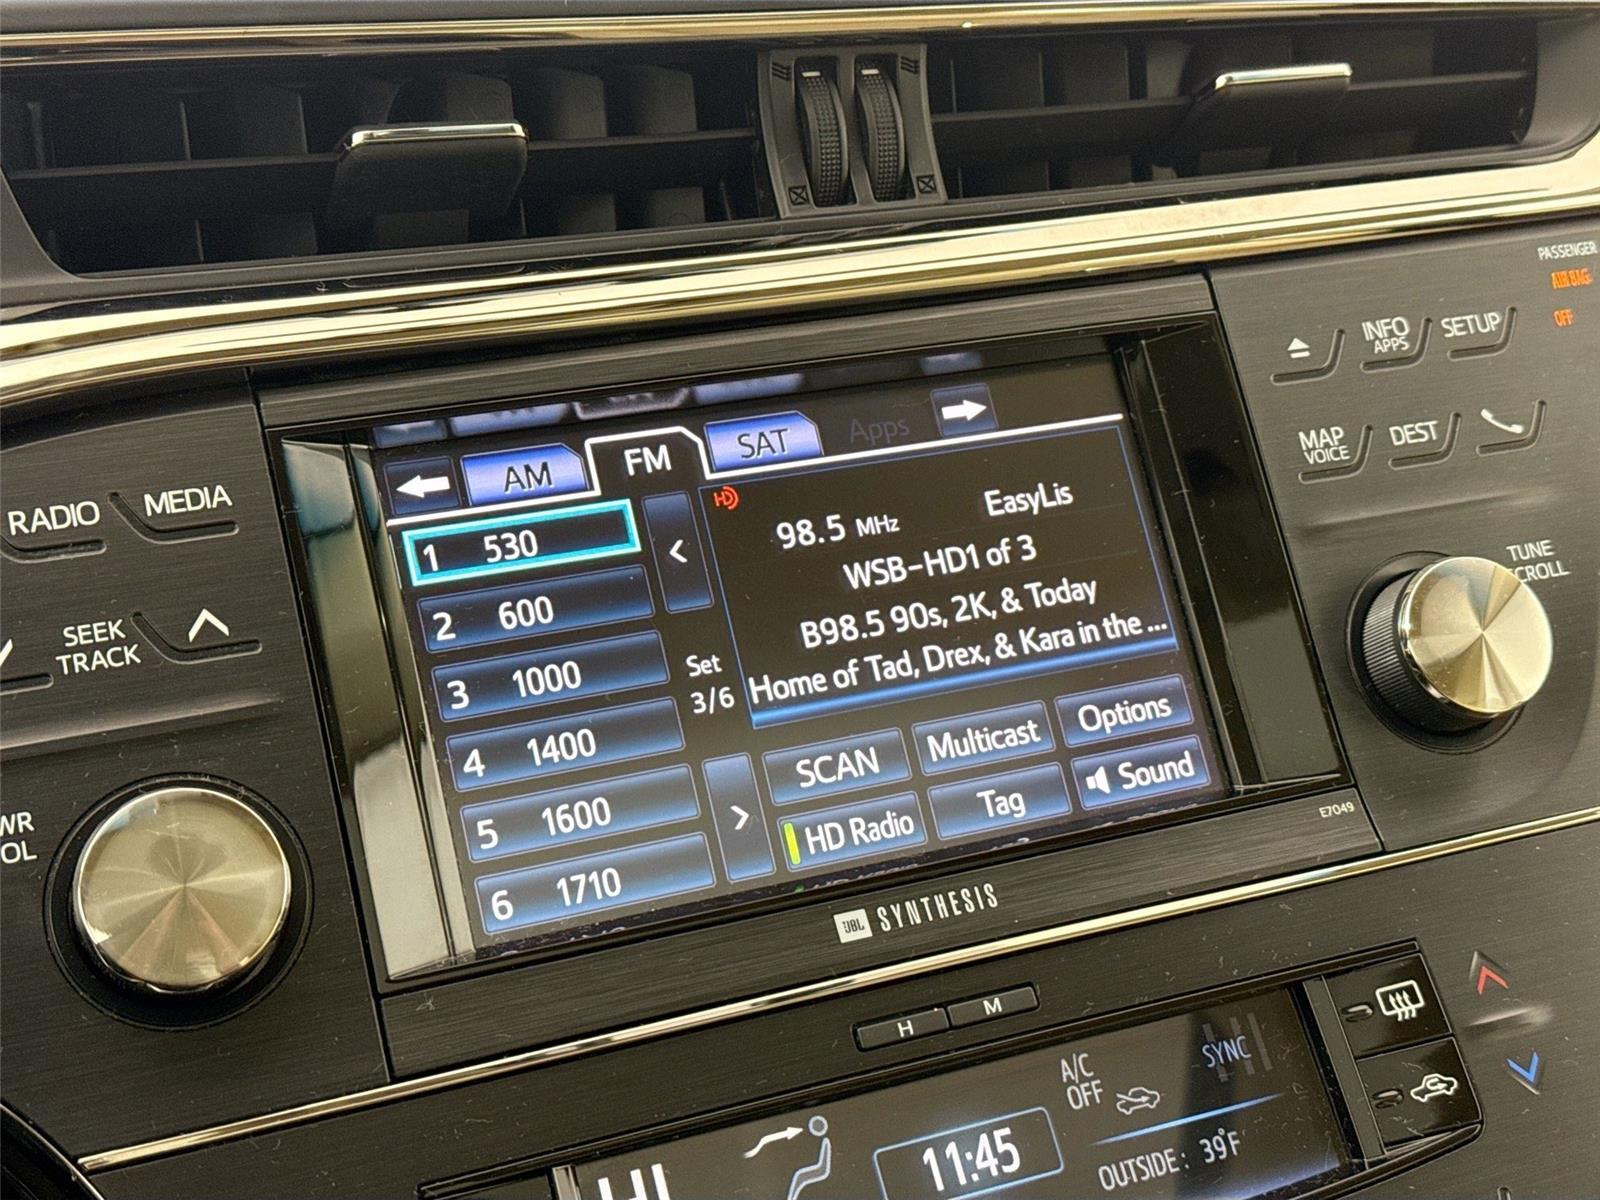 PASSENGER
AIRBAG
OFF
INFO
APPS
SETUP
MAP
VOICE
DEST
RADIO
MEDIA
SEEK
TRACK
TUNE
AM
FM
SAT
Apps
1 530
2 600
3 1000
4 1400
5 1600
6 1710
<
Set
3/6
>
HD
98.5 MHz
EasyLis
WSB-HD1 of 3
B98.5 90s, 2K, & Today
Home of Tad, Drex, & Kara in the ...
SCAN
Multicast
Options
HD Radio
Tag
Sound
E7049
JBL SYNTHESIS
H
M
A/C
OFF
SYNC
HI
11:45
OUTSIDE: 39°F